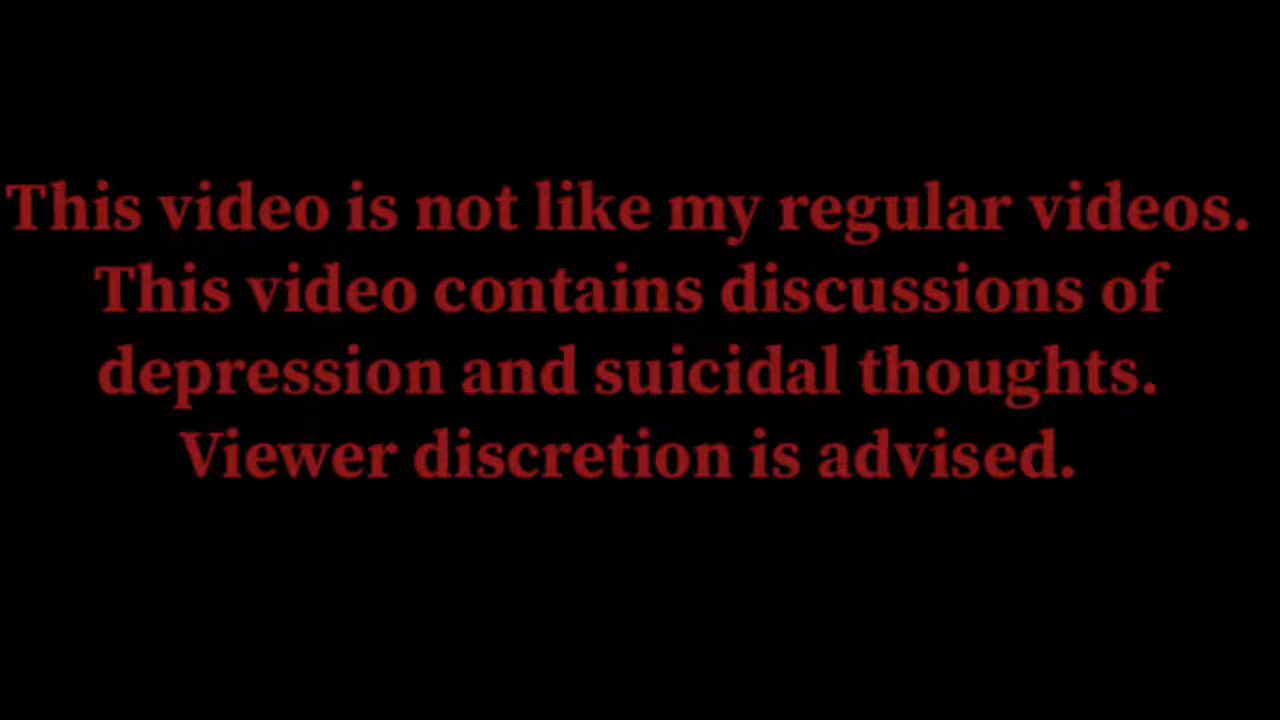 This video is not like my regular videos.
This video contains discussions of
depression and suicidal thoughts.
Viewer discretion is advised.